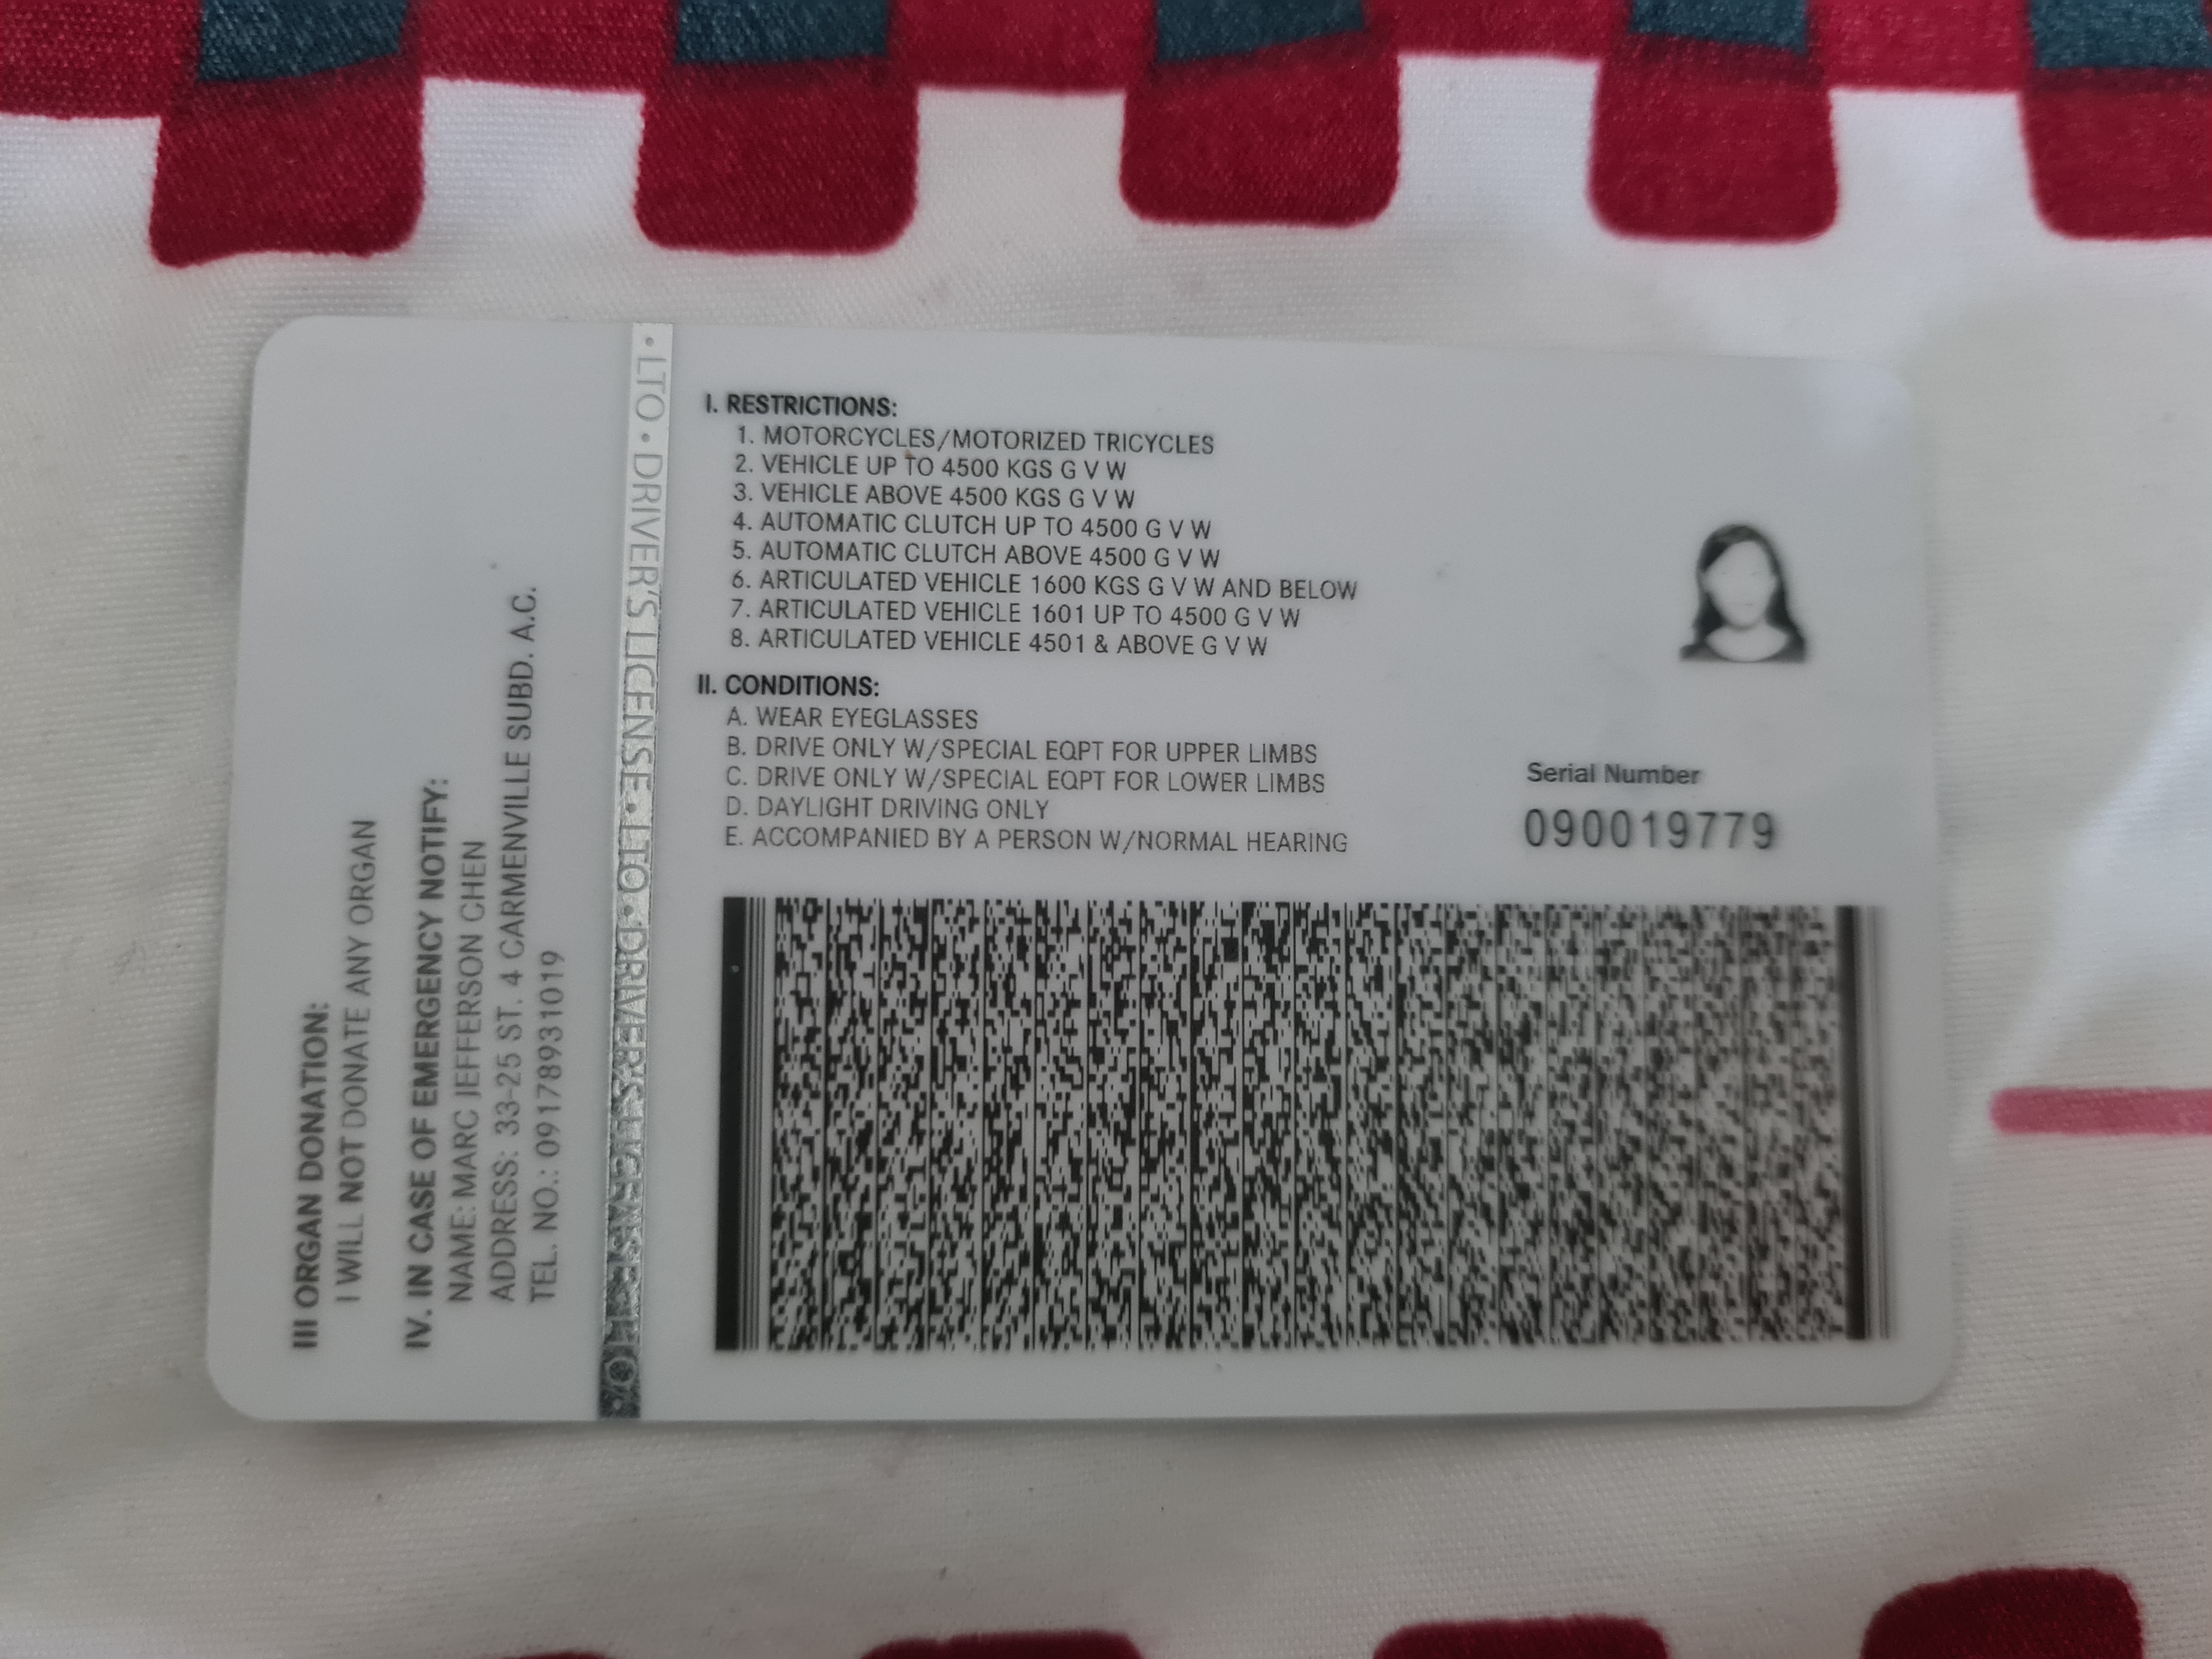 III ORGAN DONATION:
I WILL NOT DONATE ANY ORGAN
IV. IN CASE OF EMERGENCY NOTIFY:
NAME: MARC JEFFERSON CHEN
ADDRESS: 33-25 ST. 4 CARMENVILLE SUBD. A.C.
TEL. NO.: 09178931019
• LTO • DRIVER'S LICENSE • LTO • DRIVER'S LICENSE • LTO •
I. RESTRICTIONS:
1. MOTORCYCLES/MOTORIZED TRICYCLES
2. VEHICLE UP TO 4500 KGS G V W
3. VEHICLE ABOVE 4500 KGS G V W
4. AUTOMATIC CLUTCH UP TO 4500 G V W
5. AUTOMATIC CLUTCH ABOVE 4500 G V W
6. ARTICULATED VEHICLE 1600 KGS G V W AND BELOW
7. ARTICULATED VEHICLE 1601 UP TO 4500 G V W
8. ARTICULATED VEHICLE 4501 & ABOVE G V W
II. CONDITIONS:
A. WEAR EYEGLASSES
B. DRIVE ONLY W/SPECIAL EQPT FOR UPPER LIMBS
C. DRIVE ONLY W/SPECIAL EQPT FOR LOWER LIMBS
D. DAYLIGHT DRIVING ONLY
E. ACCOMPANIED BY A PERSON W/NORMAL HEARING
Serial Number
090019779